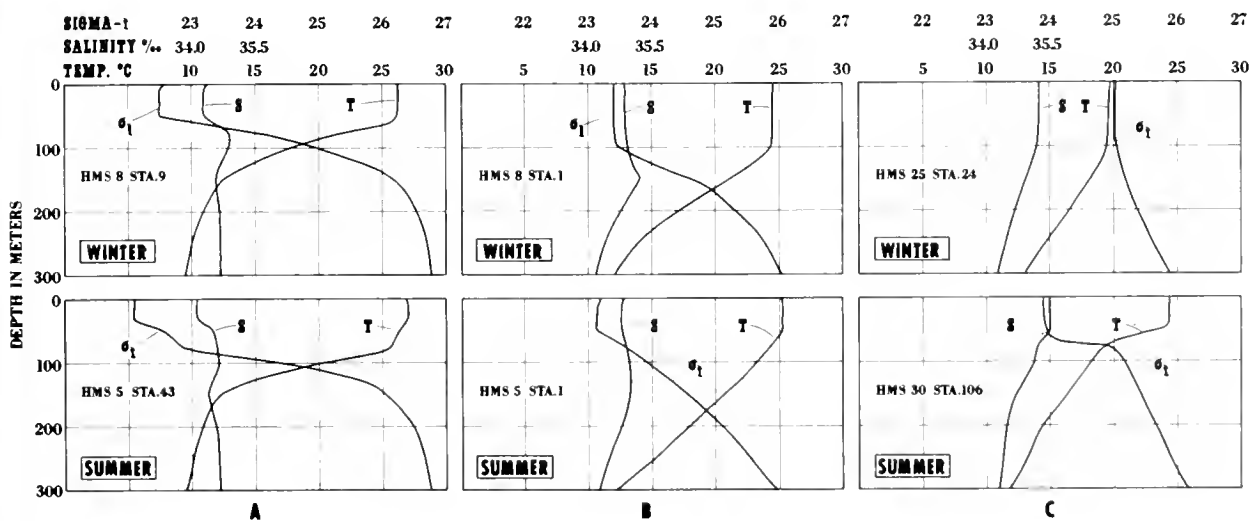 SIGMA-t 23 24 25 26 22 23 24 25 26 27 22 23 24 25 26 27
SALINITY ‰ 34.0 35.5 34.0 35.5 34.0 35.5
TEMP. °C 10 15 20 25 5 10 15 20 25 30 5 10 15 20 25 30
DEPTH IN METERS
0
100
200
300
σt S T
HMS 8 STA.9
WINTER
σt S T
HMS 8 STA.1
WINTER
S T σt
HMS 25 STA.24
WINTER
0
100
200
300
σt S T
HMS 5 STA.43
SUMMER
S T
σt
HMS 5 STA.1
SUMMER
S T
σt
HMS 30 STA.106
SUMMER
A B C